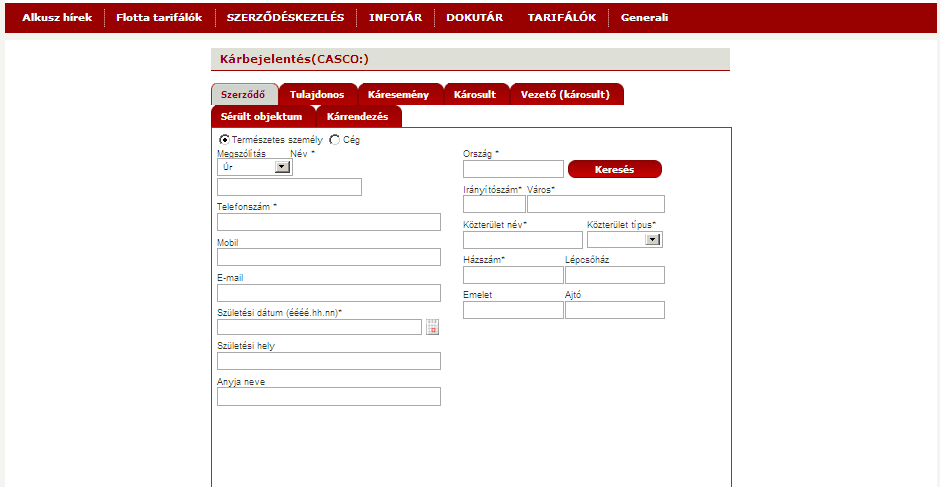 Alkusz hírek Flotta tarifálók SZERZŐDÉSKEZELÉS INFOTÁR DOKUTÁR TARIFÁLÓK Generali
Kárbejelentés(CASCO:)
Szerződő Tulajdonos Káresemény Károsult Vezető (károsult)
Sérült objektum Kárrendezés
Természetes személy Cég
Megszólítás Név *
Úr
Telefonszám *
Mobil
E-mail
Születési dátum (éééé.hh.nn)*
Születési hely
Anyja neve
Ország *
Keresés
Irányítószám* Város*
Közterület név* Közterület típus*
Házszám* Lépcsőház
Emelet Ajtó